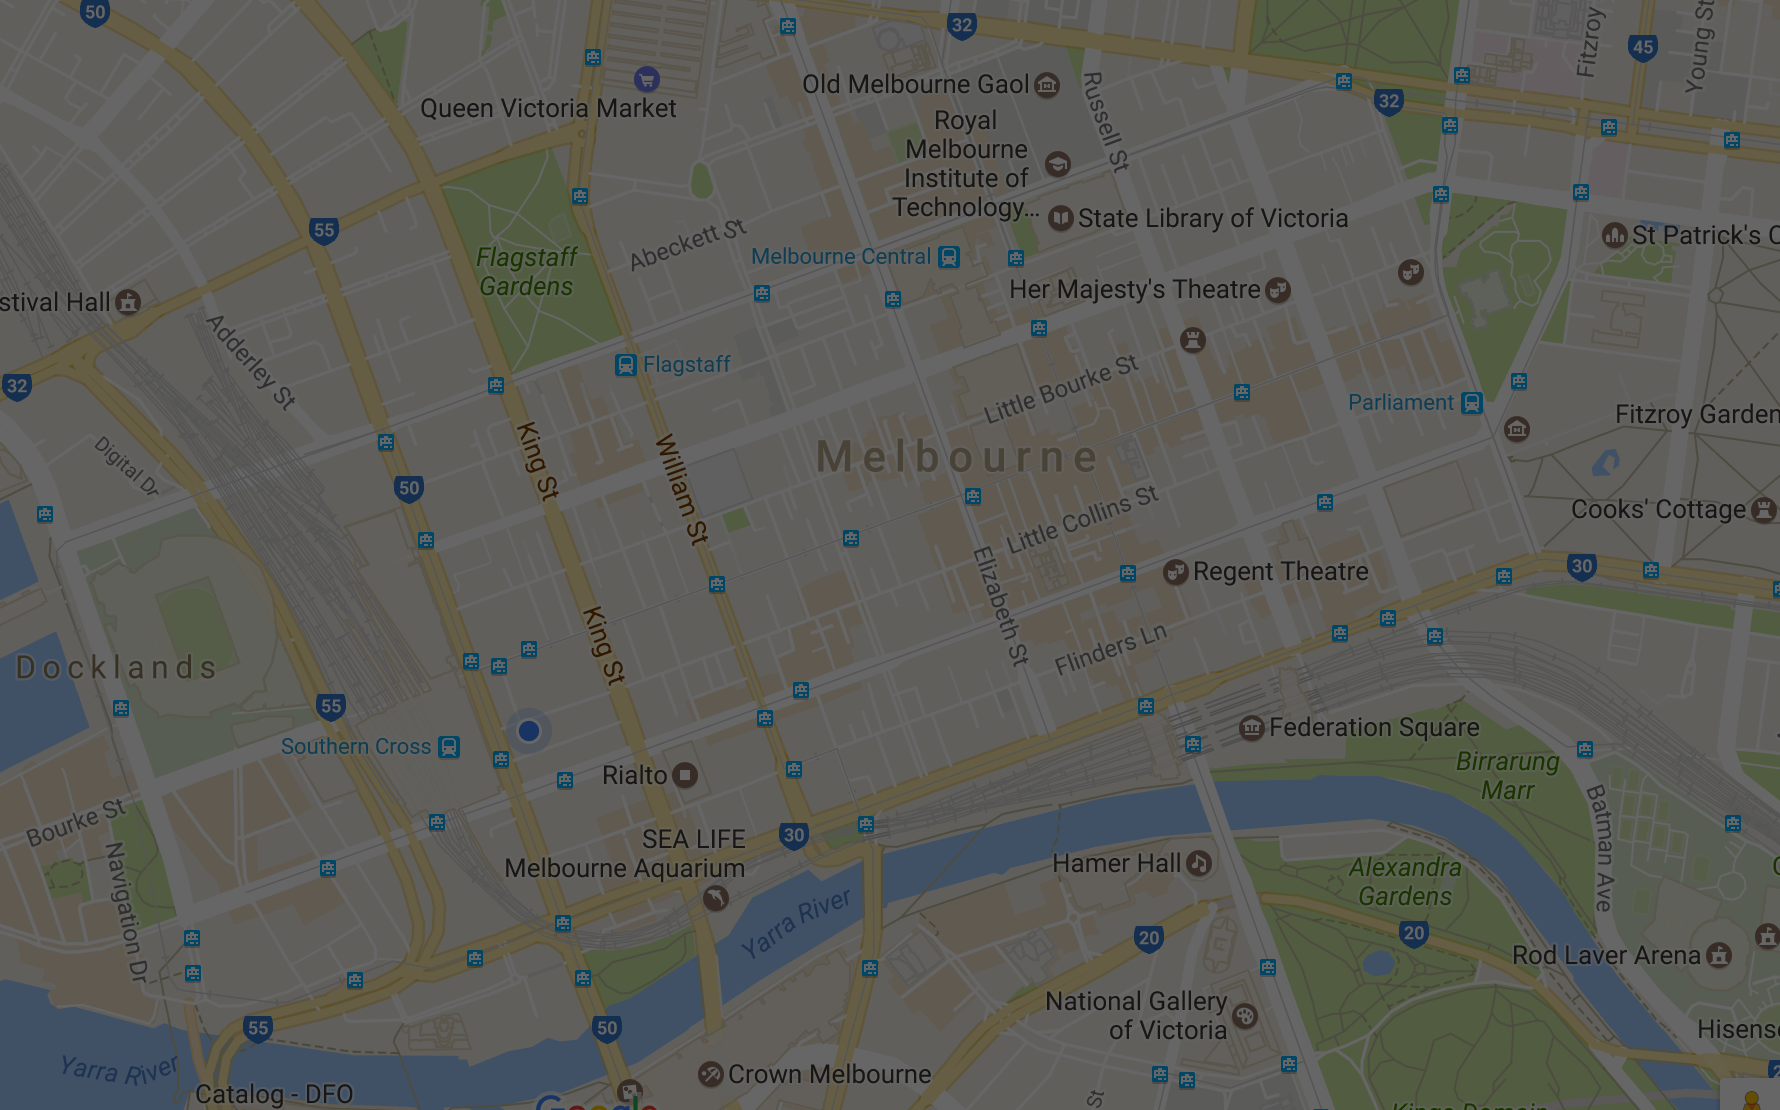 50
32
45
Fitzroy
Young St
Queen Victoria Market
Old Melbourne Gaol
32
Russell St
Royal
Melbourne
Institute of
Technology...
State Library of Victoria
St Patrick's C
55
Flagstaff
Gardens
Abeckett St
Melbourne Central
Her Majesty's Theatre
stival Hall
Adderley St
32
Flagstaff
Little Bourke St
Parliament
Fitzroy Garden
Digital Dr
50
King St
William St
Melbourne
Little Collins St
Cooks' Cottage
Elizabeth St
Regent Theatre
30
King St
Flinders Ln
Docklands
55
Southern Cross
Rialto
Federation Square
Birrarung
Marr
Bourke St
Navigation Dr
SEA LIFE
Melbourne Aquarium
30
Yarra River
Hamer Hall
Alexandra
Gardens
Batman Ave
20
20
Rod Laver Arena
National Gallery
of Victoria
55
50
Hisens
Yarra River
Catalog - DFO
Crown Melbourne
St
Google
Kings Domain